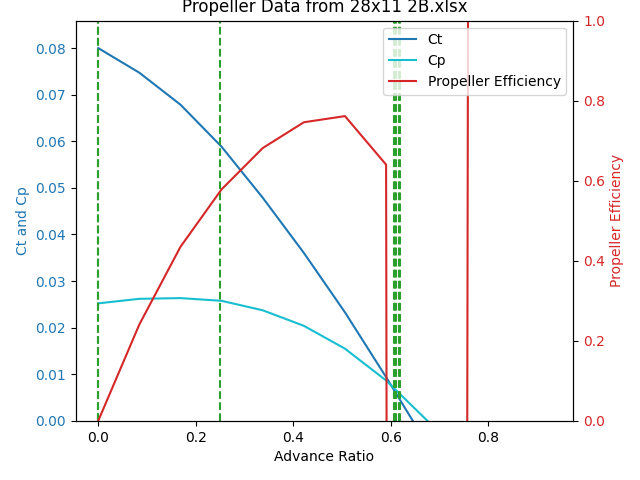 Propeller Data from 28x11 2B.xlsx
Ct
Cp
Propeller Efficiency
Ct and Cp
0.08
0.07
0.06
0.05
0.04
0.03
0.02
0.01
0.00
1.0
0.8
0.6
0.4
0.2
0.0
Propeller Efficiency
0.0 0.2 0.4 0.6 0.8
Advance Ratio